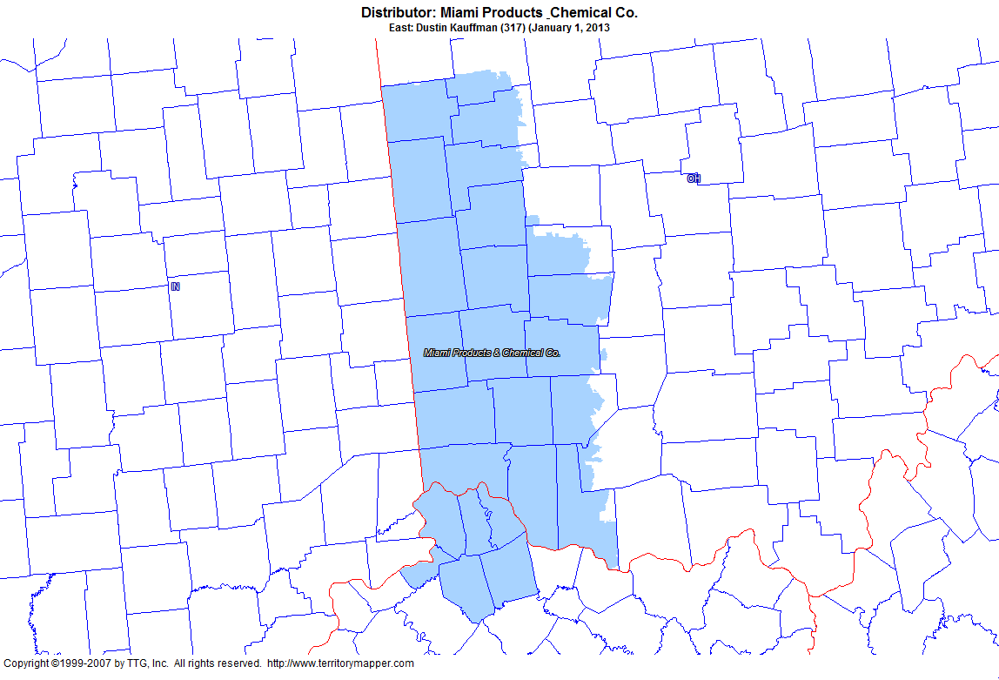 Distributor: Miami Products _Chemical Co.
East: Dustin Kauffman (317) (January 1, 2013
OH
IN
Miami Products & Chemical Co.
Copyright ©1999-2007 by TTG, Inc.  All rights reserved.  http://www.territorymapper.com